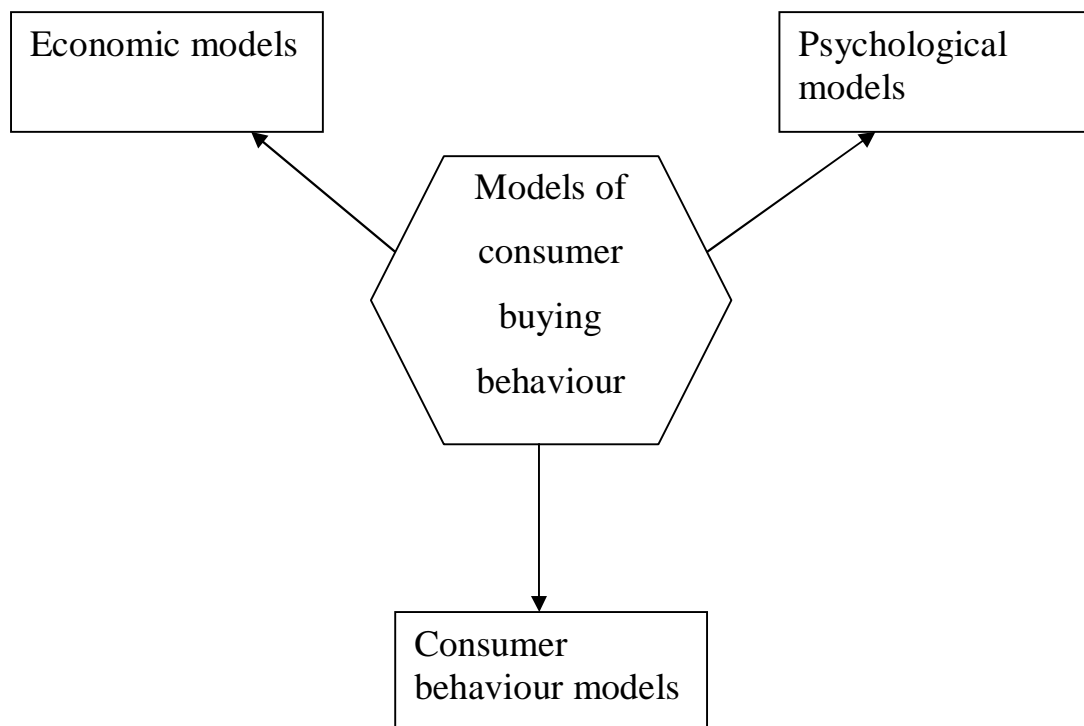 Economic models
Psychological
models
Models of
consumer
buying
behaviour
Consumer
behaviour models